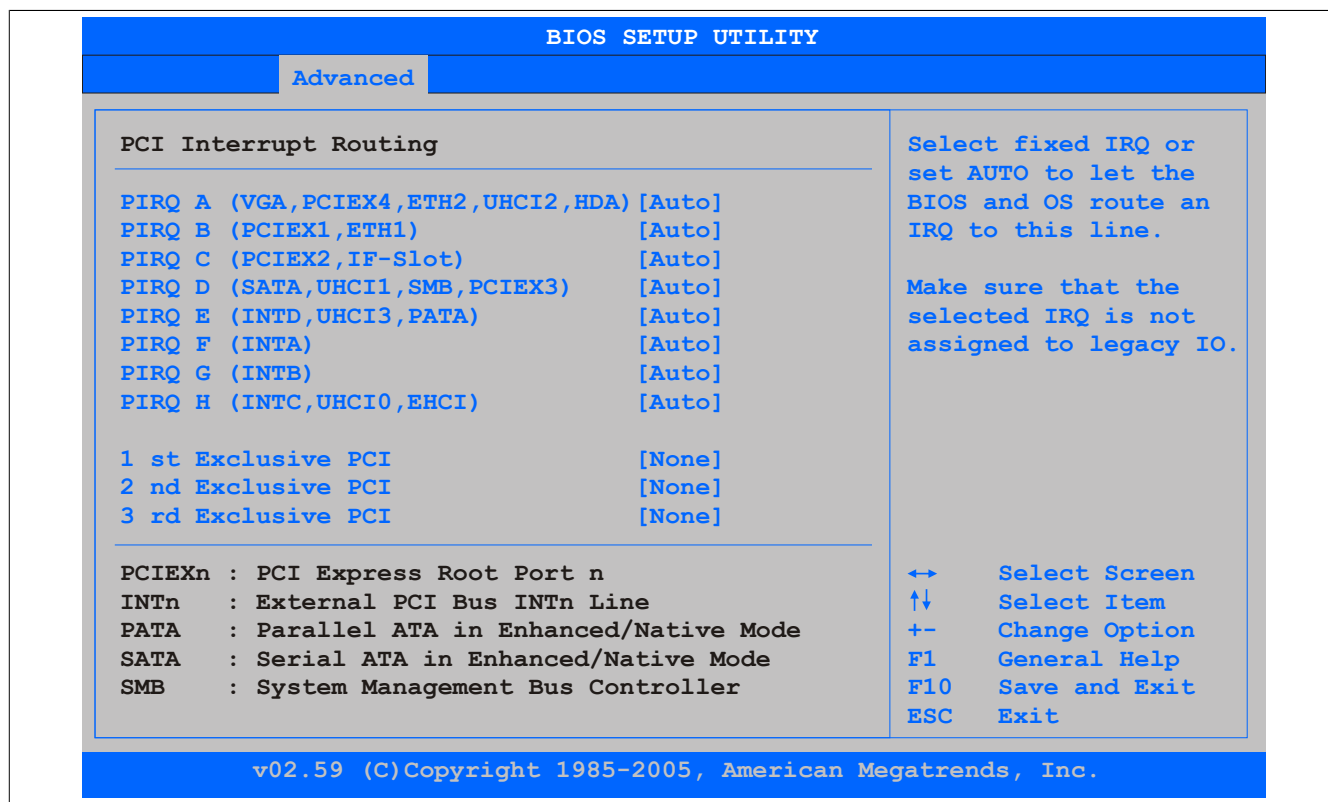 BIOS SETUP UTILITY
Advanced
PCI Interrupt Routing
PIRQ A (VGA,PCIEX4,ETH2,UHCI2,HDA) [Auto]
PIRQ B (PCIEX1,ETH1) [Auto]
PIRQ C (PCIEX2,IF-Slot) [Auto]
PIRQ D (SATA,UHCI1,SMB,PCIEX3) [Auto]
PIRQ E (INTD,UHCI3,PATA) [Auto]
PIRQ F (INTA) [Auto]
PIRQ G (INTB) [Auto]
PIRQ H (INTC,UHCI0,EHCI) [Auto]
1 st Exclusive PCI [None]
2 nd Exclusive PCI [None]
3 rd Exclusive PCI [None]
PCIEXn : PCI Express Root Port n
INTn : External PCI Bus INTn Line
PATA : Parallel ATA in Enhanced/Native Mode
SATA : Serial ATA in Enhanced/Native Mode
SMB : System Management Bus Controller
Select fixed IRQ or
set AUTO to let the
BIOS and OS route an
IRQ to this line.
Make sure that the
selected IRQ is not
assigned to legacy IO.
↔ Select Screen
↑↓ Select Item
+- Change Option
F1 General Help
F10 Save and Exit
ESC Exit
v02.59 (C)Copyright 1985-2005, American Megatrends, Inc.